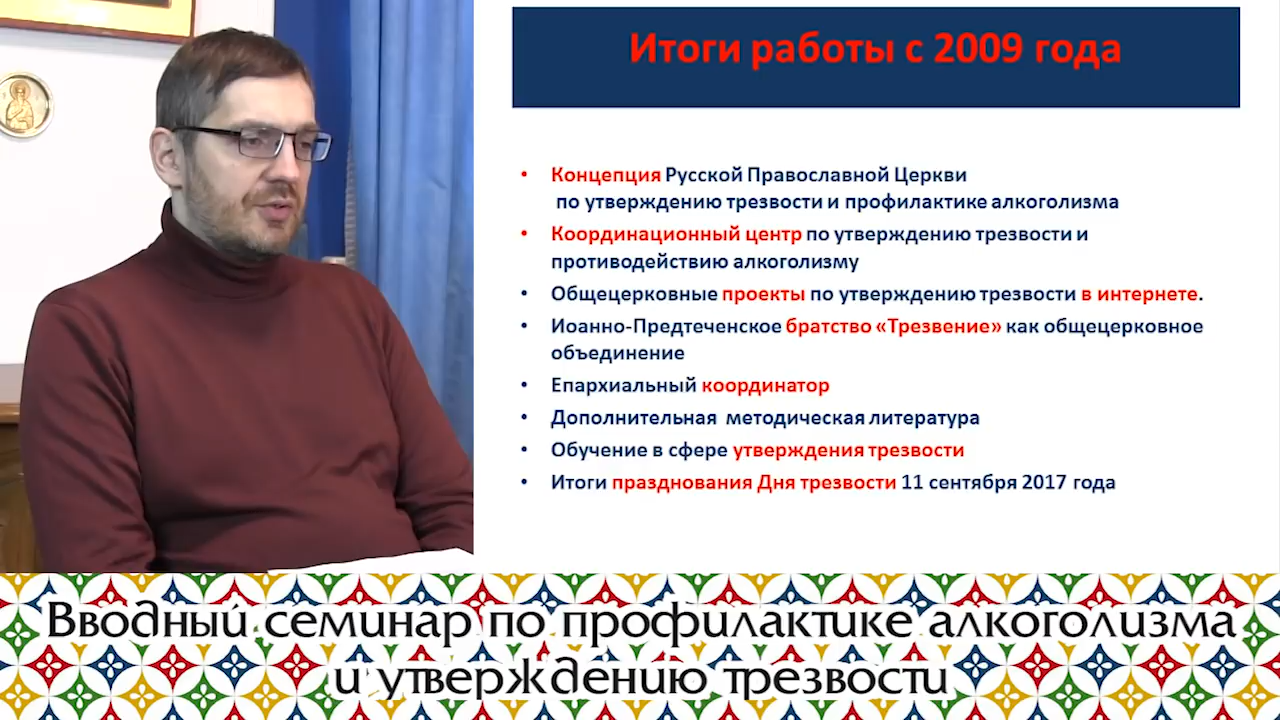 Итоги работы с 2009 года
• Концепция Русской Православной Церкви
по утверждению трезвости и профилактике алкоголизма
• Координационный центр по утверждению трезвости и
противодействию алкоголизму
• Общецерковные проекты по утверждению трезвости в интернете.
• Иоанно-Предтеченское братство «Трезвение» как общецерковное
объединение
• Епархиальный координатор
• Дополнительная методическая литература
• Обучение в сфере утверждения трезвости
• Итоги празднования Дня трезвости 11 сентября 2017 года
Вводный семинар по профилактике алкоголизма
и утверждению трезвости